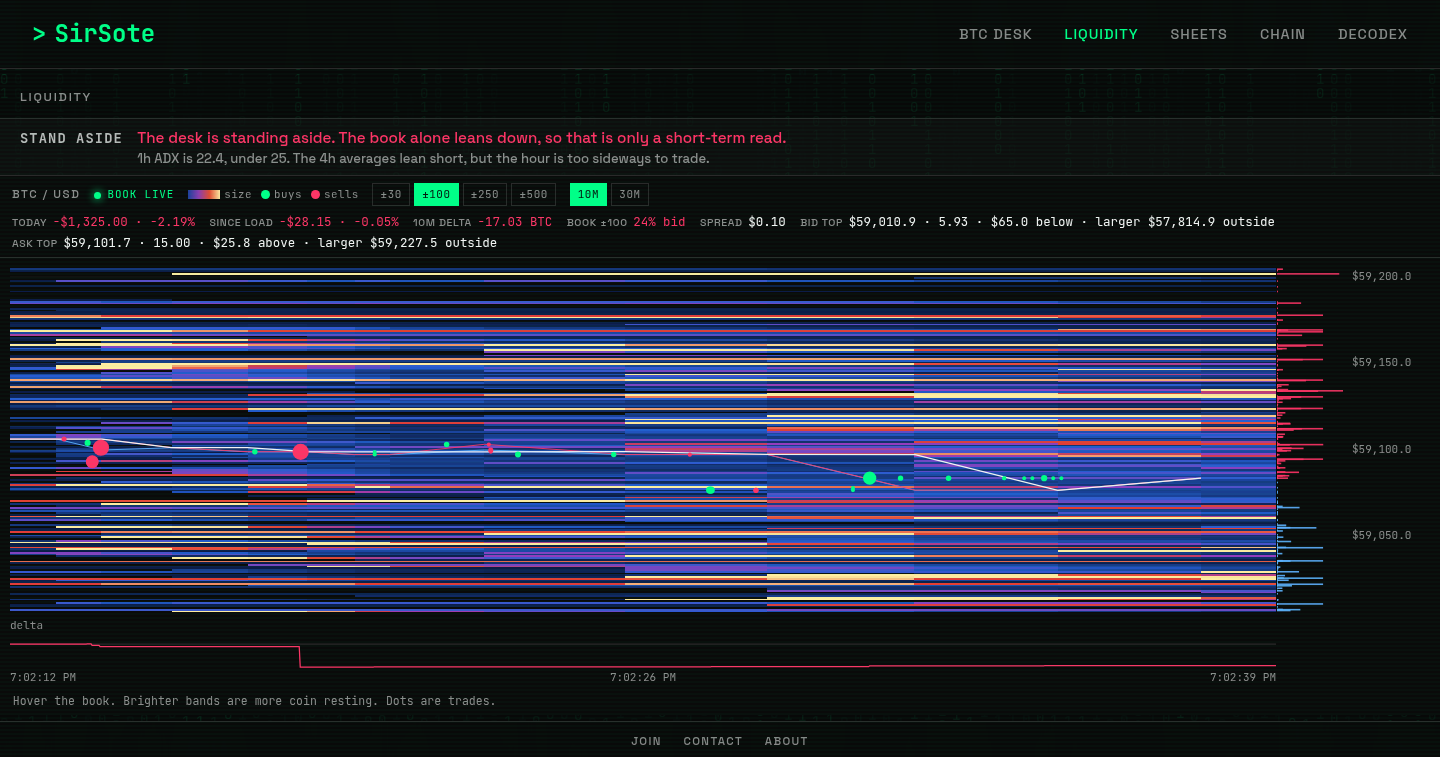 > SirSote
BTC DESK LIQUIDITY SHEETS CHAIN DECODEX
LIQUIDITY
STAND ASIDE The desk is standing aside. The book alone leans down, so that is only a short-term read.
1h ADX is 22.4, under 25. The 4h averages lean short, but the hour is too sideways to trade.
BTC / USD BOOK LIVE size buys sells ±30 ±100 ±250 ±500 10M 30M
TODAY -$1,325.00 · -2.19% SINCE LOAD -$28.15 · -0.05% 10M DELTA -17.03 BTC BOOK ±100 24% bid SPREAD $0.10 BID TOP $59,010.9 · 5.93 · $65.0 below · larger $57,814.9 outside
ASK TOP $59,101.7 · 15.00 · $25.8 above · larger $59,227.5 outside
$59,200.0
$59,150.0
$59,100.0
$59,050.0
delta
7:02:12 PM 7:02:26 PM 7:02:39 PM
Hover the book. Brighter bands are more coin resting. Dots are trades.
JOIN CONTACT ABOUT